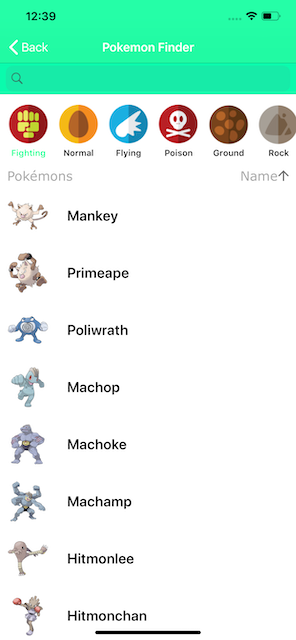 12:39
Back Pokemon Finder
Fighting Normal Flying Poison Ground Rock
Pokémons Name↑
Mankey
Primeape
Poliwrath
Machop
Machoke
Machamp
Hitmonlee
Hitmonchan